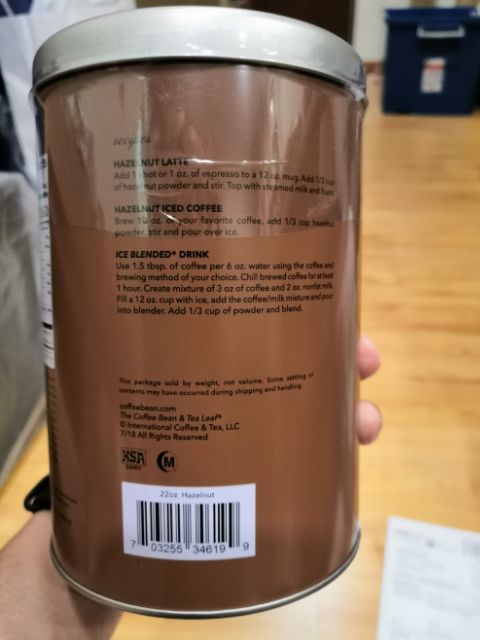 recipes
HAZELNUT LATTE
Add 1 shot or 1 oz. of espresso to a 12 oz. mug. Add 1/3 cup
of hazelnut powder and stir. Top with steamed milk and foam.
HAZELNUT ICED COFFEE
Brew 10 oz. of your favorite coffee, add 1/3 cup hazelnut
powder, stir and pour over ice.
ICE BLENDED® DRINK
Use 1.5 tbsp. of coffee per 6 oz. water using the coffee and
brewing method of your choice. Chill brewed coffee for at least
1 hour. Create mixture of 3 oz of coffee and 2 oz. nonfat milk.
Fill a 12 oz. cup with ice, add the coffee/milk mixture and pour
into blender. Add 1/3 cup of powder and blend.
This package sold by weight, not volume. Some settling of
contents may have occurred during shipping and handling.
coffeebean.com
The Coffee Bean & Tea Leaf®
© International Coffee & Tea, LLC
7/18 All Rights Reserved
KSA M
DAIRY
22oz Hazelnut
7 03255 34619 9